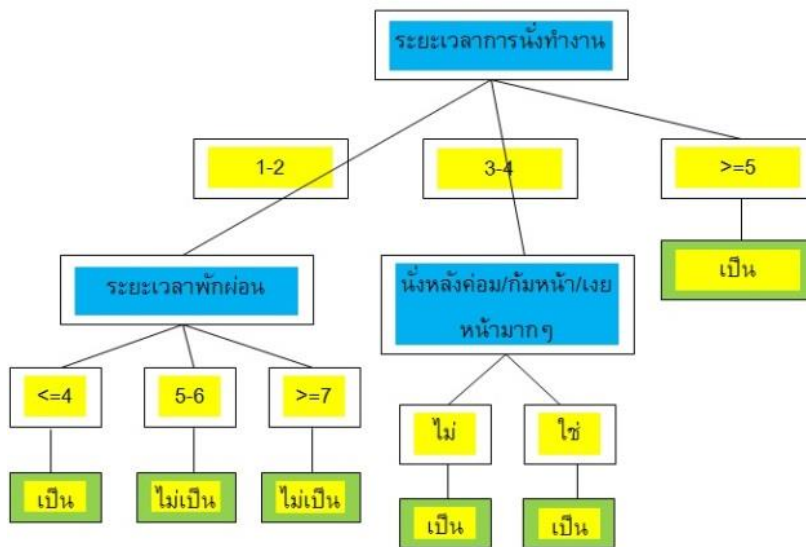 ระยะเวลาการนั่งทำงาน
1-2
3-4
>=5
ระยะเวลาพักผ่อน
นั่งหลังค่อม/ก้มหน้า/เงย
หน้ามากๆ
เป็น
<=4
5-6
>=7
ไม่
ใช่
เป็น
ไม่เป็น
ไม่เป็น
เป็น
เป็น